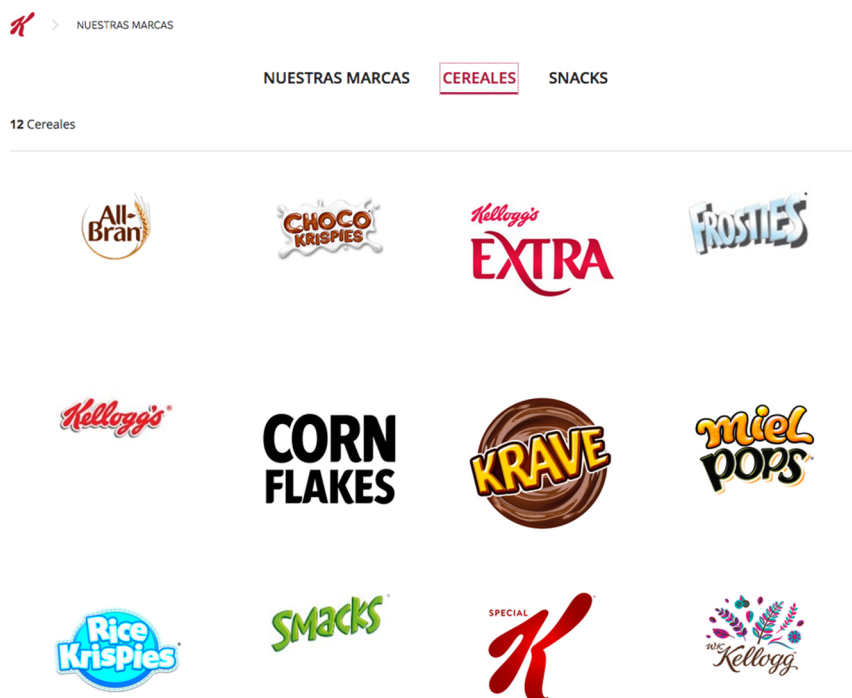 K
NUESTRAS MARCAS
NUESTRAS MARCAS CEREALES SNACKS
12 Cereales
All-
Bran
CHOCO
KRISPIES
Kellogg's
EXTRA
FROSTIES
Kellogg's®
CORN
FLAKES
KRAVE
miel
POPS
Rice
Krispies
SMacKS
SPECIAL
K
WK
Kellogg